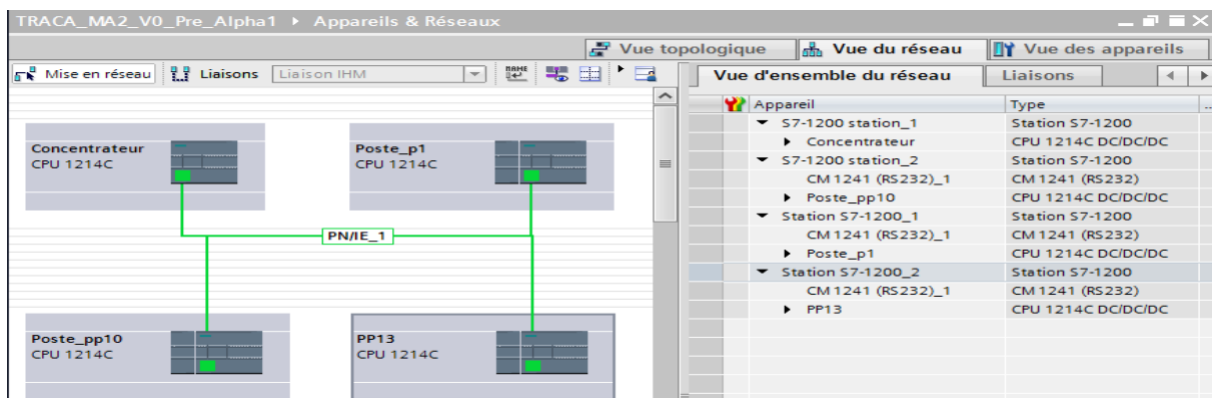 TRACA_MA2_V0_Pre_Alpha1 ▸ Appareils & Réseaux
Vue topologique Vue du réseau Vue des appareils
Mise en réseau Liaisons Liaison IHM
Vue d'ensemble du réseau Liaisons
Concentrateur
CPU 1214C
Poste_p1
CPU 1214C
PN/IE_1
Poste_pp10
CPU 1214C
PP13
CPU 1214C
Appareil Type ...
S7-1200 station_1 Station S7-1200
Concentrateur CPU 1214C DC/DC/DC
S7-1200 station_2 Station S7-1200
CM 1241 (RS232)_1 CM 1241 (RS232)
Poste_pp10 CPU 1214C DC/DC/DC
Station S7-1200_1 Station S7-1200
CM 1241 (RS232)_1 CM 1241 (RS232)
Poste_p1 CPU 1214C DC/DC/DC
Station S7-1200_2 Station S7-1200
CM 1241 (RS232)_1 CM 1241 (RS232)
PP13 CPU 1214C DC/DC/DC